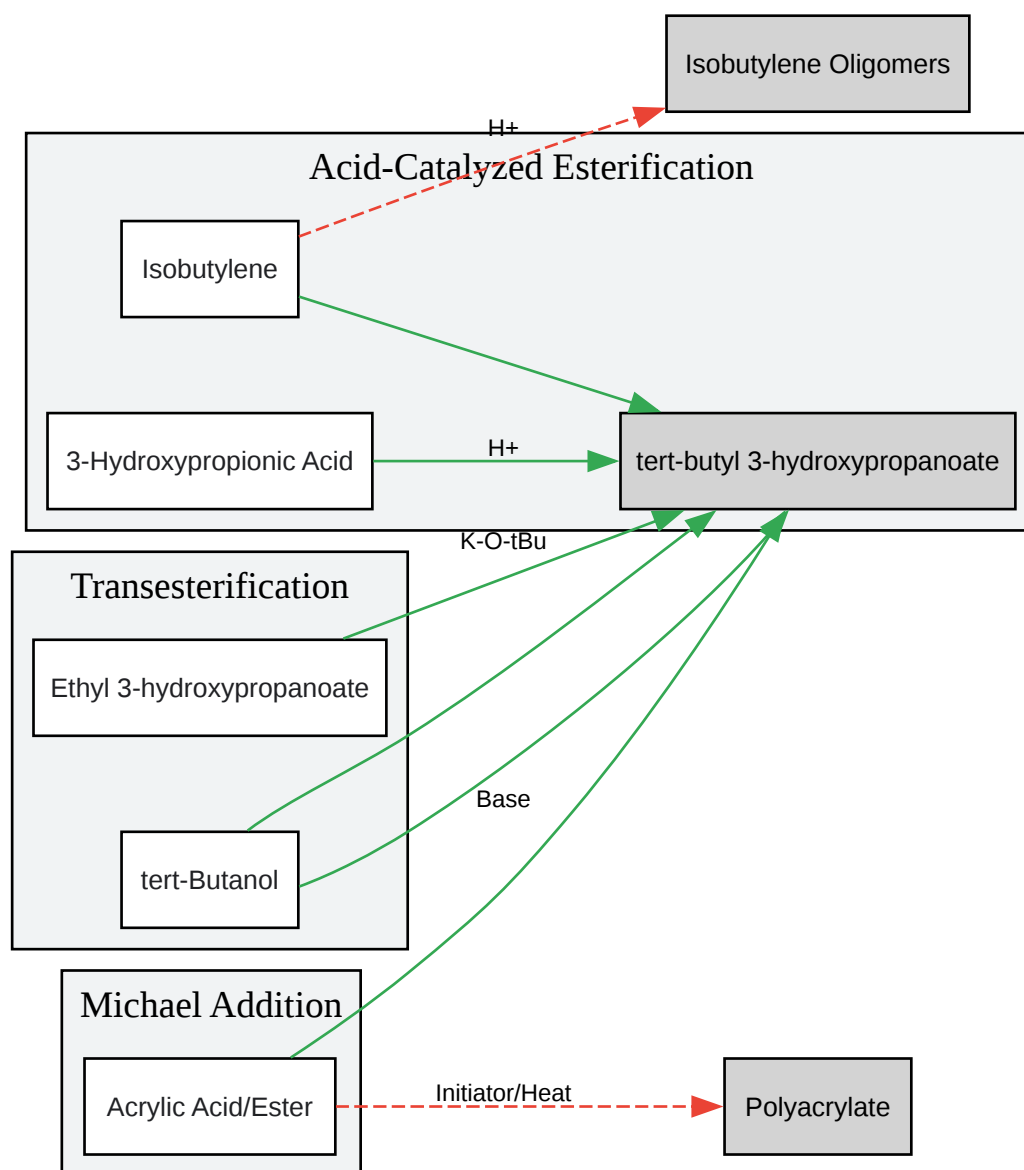 Isobutylene Oligomers
H+
Acid-Catalyzed Esterification
Isobutylene
3-Hydroxypropionic Acid
H+
tert-butyl 3-hydroxypropanoate
K-O-tBu
Transesterification
Ethyl 3-hydroxypropanoate
Base
tert-Butanol
Michael Addition
Acrylic Acid/Ester
Initiator/Heat
Polyacrylate